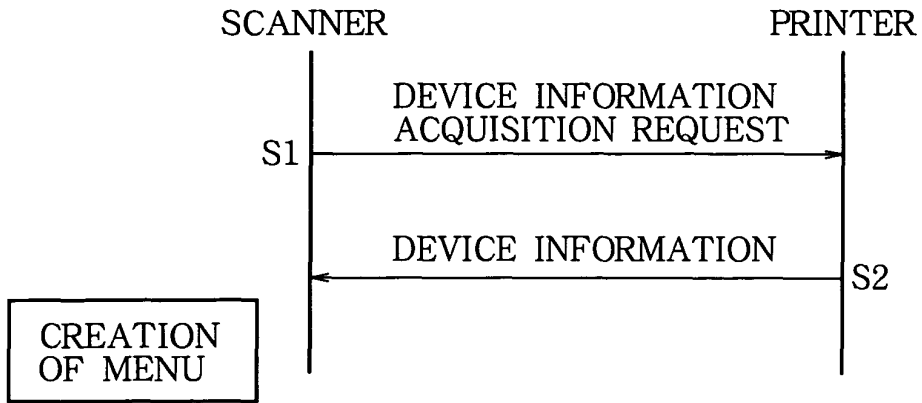 SCANNER
PRINTER
DEVICE INFORMATION
ACQUISITION REQUEST
S1
DEVICE INFORMATION
S2
CREATION
OF MENU